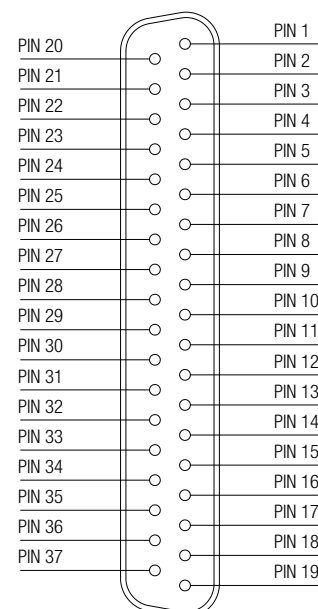 PIN 20
PIN 21
PIN 22
PIN 23
PIN 24
PIN 25
PIN 26
PIN 27
PIN 28
PIN 29
PIN 30
PIN 31
PIN 32
PIN 33
PIN 34
PIN 35
PIN 36
PIN 37
PIN 1
PIN 2
PIN 3
PIN 4
PIN 5
PIN 6
PIN 7
PIN 8
PIN 9
PIN 10
PIN 11
PIN 12
PIN 13
PIN 14
PIN 15
PIN 16
PIN 17
PIN 18
PIN 19